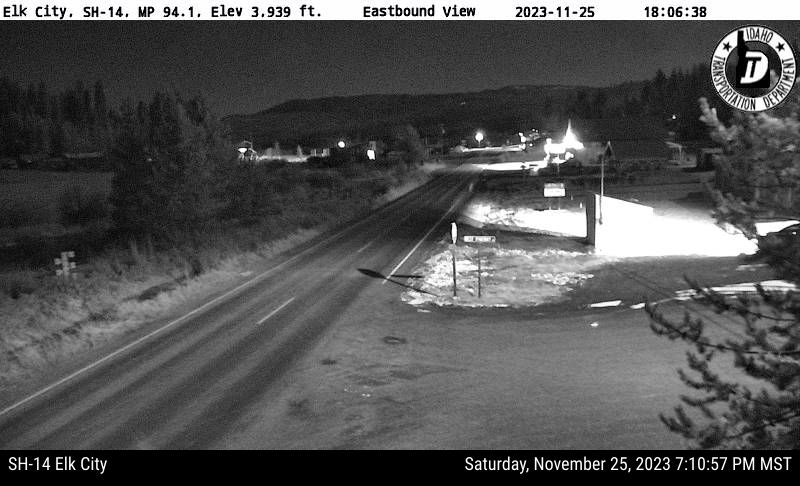 Elk City, SH-14, MP 94.1, Elev 3,939 ft. Eastbound View 2023-11-25 18:06:38
IDAHO
TRANSPORTATION DEPARTMENT
SH-14 Elk City Saturday, November 25, 2023 7:10:57 PM MST